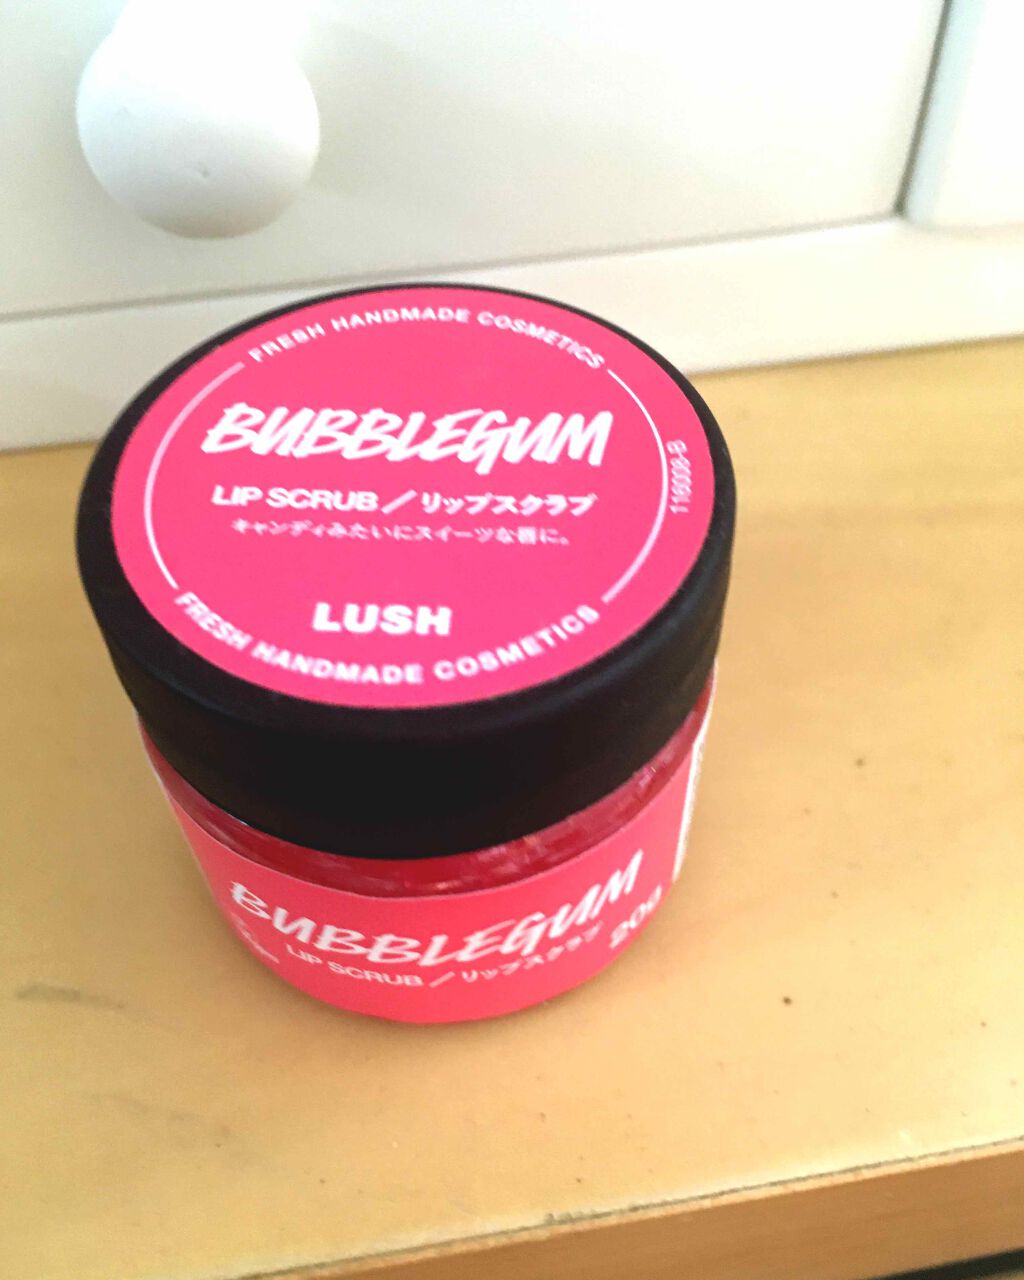 FRESH HANDMADE COSMETICS
BUBBLEGUM
LIP SCRUB／リップスクラブ
キャンディみたいにスイーツな唇に。
LUSH
FRESH HANDMADE COSMETICS
116008-B
BUBBLEGUM
LIP SCRUB／リップスクラブ
20g